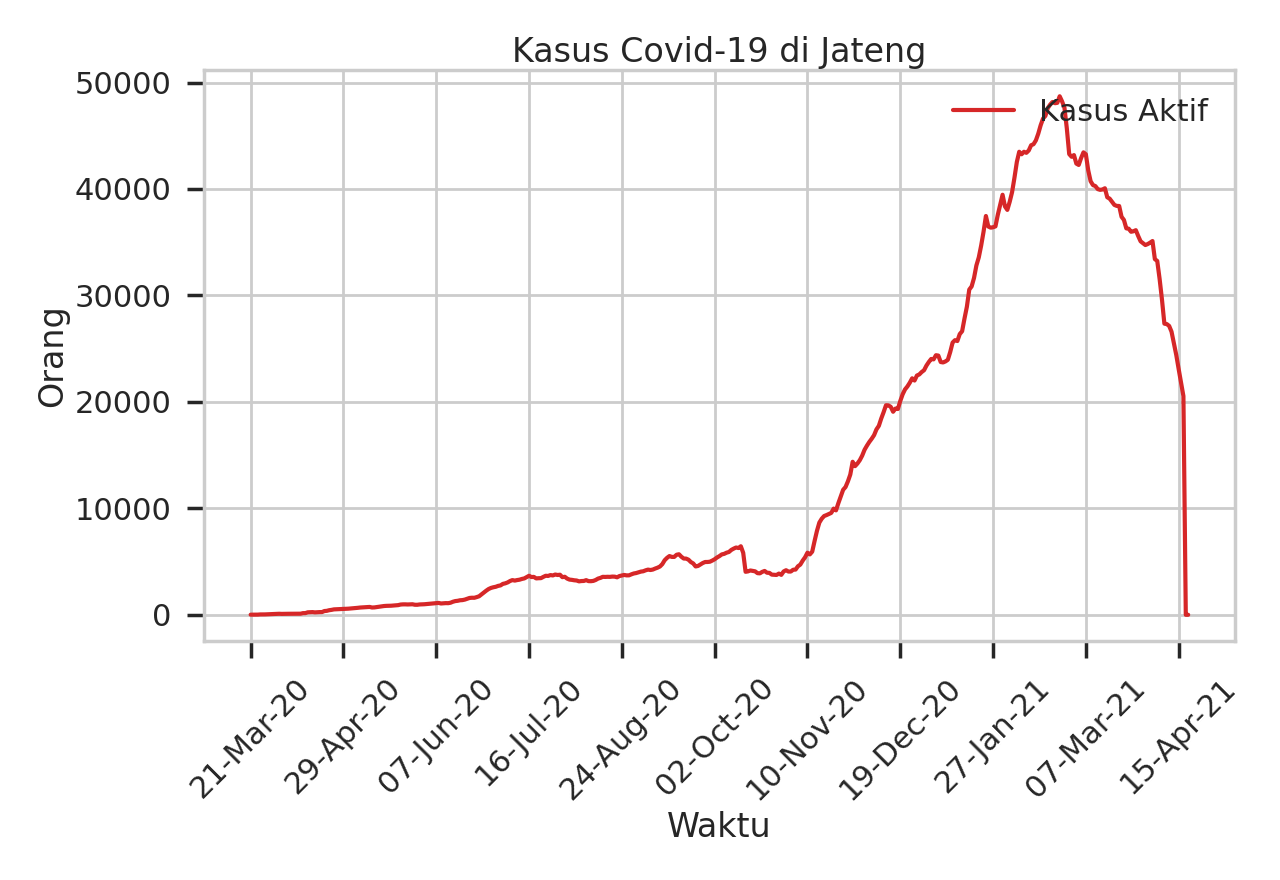 Kasus Covid-19 di Jateng
Kasus Aktif
Orang
50000
40000
30000
20000
10000
0
21-Mar-20
29-Apr-20
07-Jun-20
16-Jul-20
24-Aug-20
02-Oct-20
10-Nov-20
19-Dec-20
27-Jan-21
07-Mar-21
15-Apr-21
Waktu